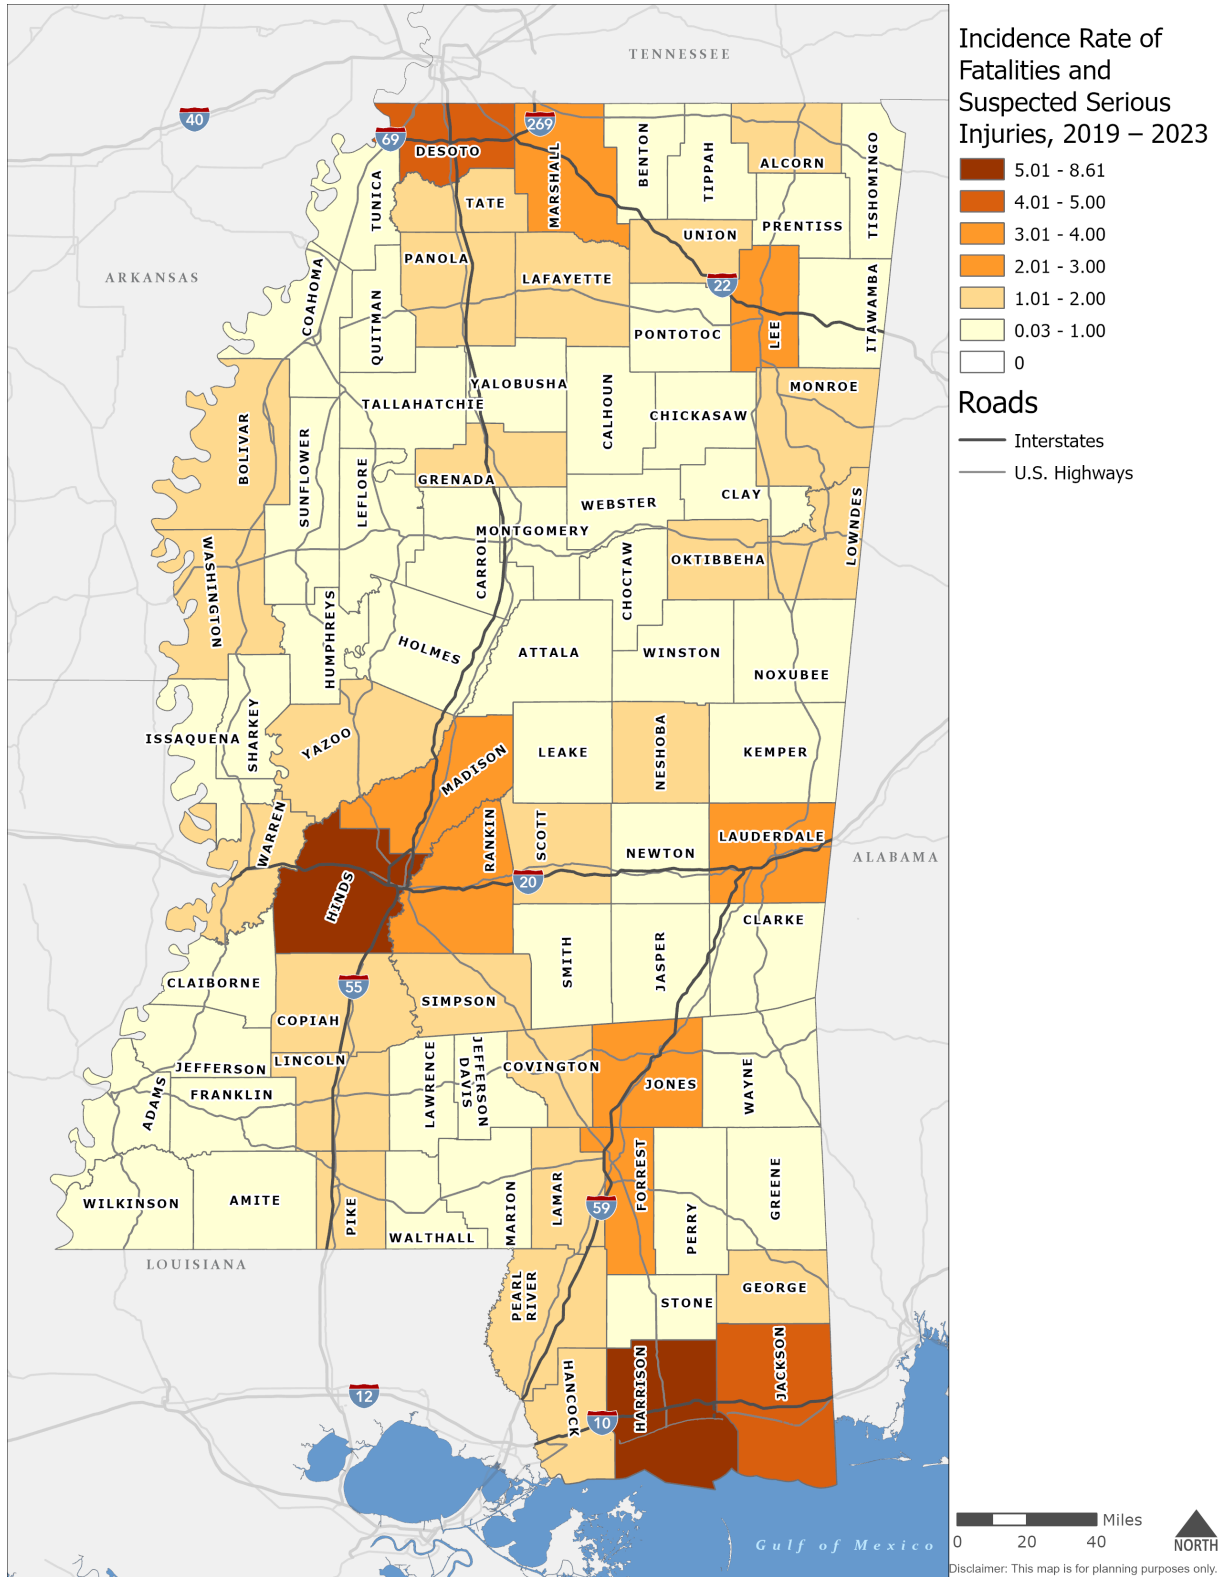 Incidence Rate of
Fatalities and
Suspected Serious
Injuries, 2019 – 2023
5.01 - 8.61
4.01 - 5.00
3.01 - 4.00
2.01 - 3.00
1.01 - 2.00
0.03 - 1.00
0
Roads
Interstates
U.S. Highways
TENNESSEE
40
69
269
DESOTO
MARSHALL
BENTON
TIPPAH
ALCORN
TISHOMINGO
TUNICA
TATE
UNION
PRENTISS
PANOLA
LAFAYETTE
ARKANSAS
22
COAHOMA
QUITMAN
PONTOTOC
LEE
ITAWAMBA
YALOBUSHA
MONROE
TALLAHATCHIE
CALHOUN
CHICKASAW
BOLIVAR
SUNFLOWER
LEFLORE
GRENADA
WEBSTER
CLAY
LOWNDES
MONTGOMERY
WASHINGTON
CARROLL
CHOCTAW
OKTIBBEHA
HUMPHREYS
HOLMES
ATTALA
WINSTON
NOXUBEE
ISSAQUENA
SHARKEY
YAZOO
MADISON
LEAKE
NESHOBA
KEMPER
WARREN
RANKIN
SCOTT
NEWTON
LAUDERDALE
ALABAMA
20
HINDS
CLARKE
SMITH
JASPER
CLAIBORNE
55
SIMPSON
COPIAH
JEFFERSON
LINCOLN
LAWRENCE
JEFFERSON
DAVIS
COVINGTON
JONES
WAYNE
ADAMS
FRANKLIN
WILKINSON
AMITE
PIKE
WALTHALL
MARION
LAMAR
59
FORREST
PERRY
GREENE
LOUISIANA
PEARL
RIVER
STONE
GEORGE
HANCOCK
HARRISON
JACKSON
12
10
Gulf of Mexico
Miles
0 20 40
NORTH
Disclaimer: This map is for planning purposes only.